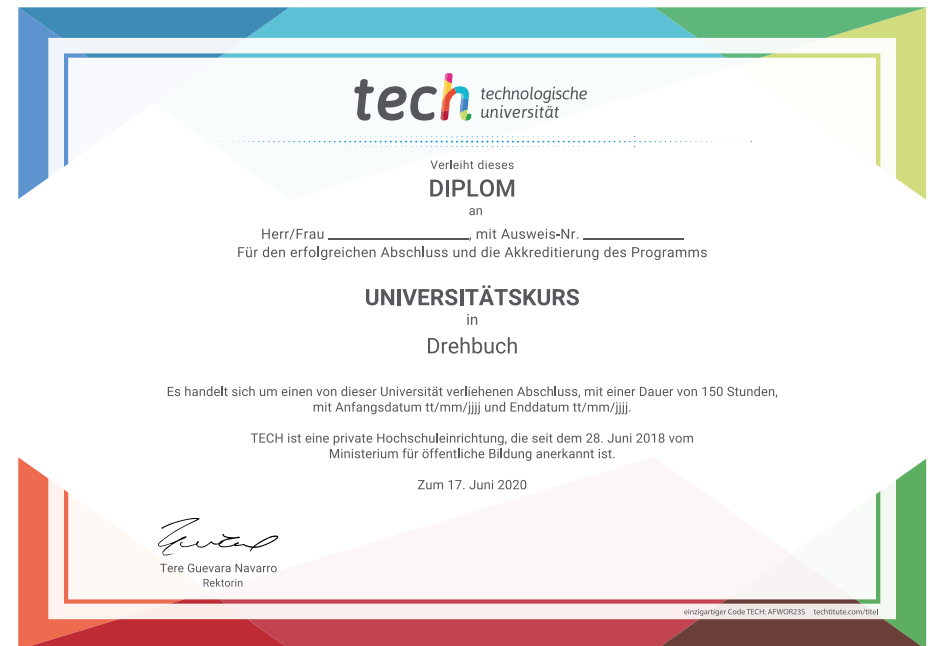 tech technologische
universität
Verleiht dieses
DIPLOM
an
Herr/Frau ________________, mit Ausweis-Nr. ____________
Für den erfolgreichen Abschluss und die Akkreditierung des Programms
UNIVERSITÄTSKURS
in
Drehbuch
Es handelt sich um einen von dieser Universität verliehenen Abschluss, mit einer Dauer von 150 Stunden,
mit Anfangsdatum tt/mm/jjjj und Enddatum tt/mm/jjjj.
TECH ist eine private Hochschuleinrichtung, die seit dem 28. Juni 2018 vom
Ministerium für öffentliche Bildung anerkannt ist.
Zum 17. Juni 2020
Tere Guevara Navarro
Rektorin
einzigartiger Code TECH: AFWOR235 techtitute.com/titel